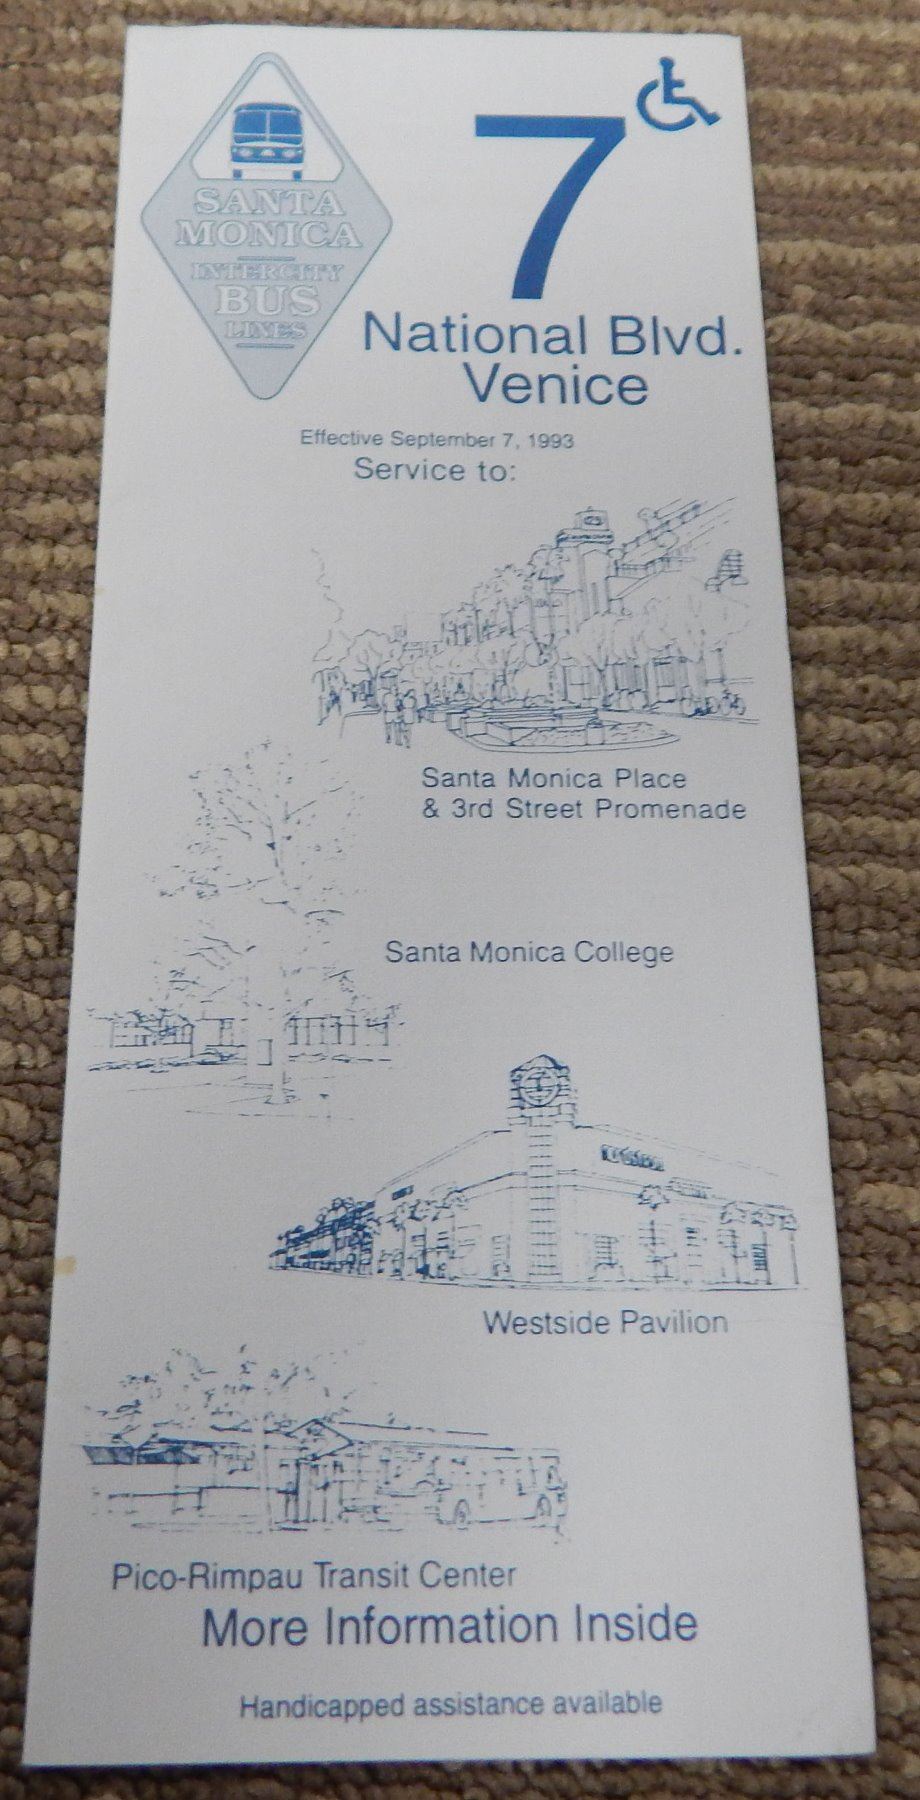 SANTA
MONICA
INTERCITY
BUS
LINES
7
National Blvd.
Venice
Effective September 7, 1993
Service to:
Santa Monica Place
& 3rd Street Promenade
Santa Monica College
Westside Pavilion
Pico-Rimpau Transit Center
More Information Inside
Handicapped assistance available